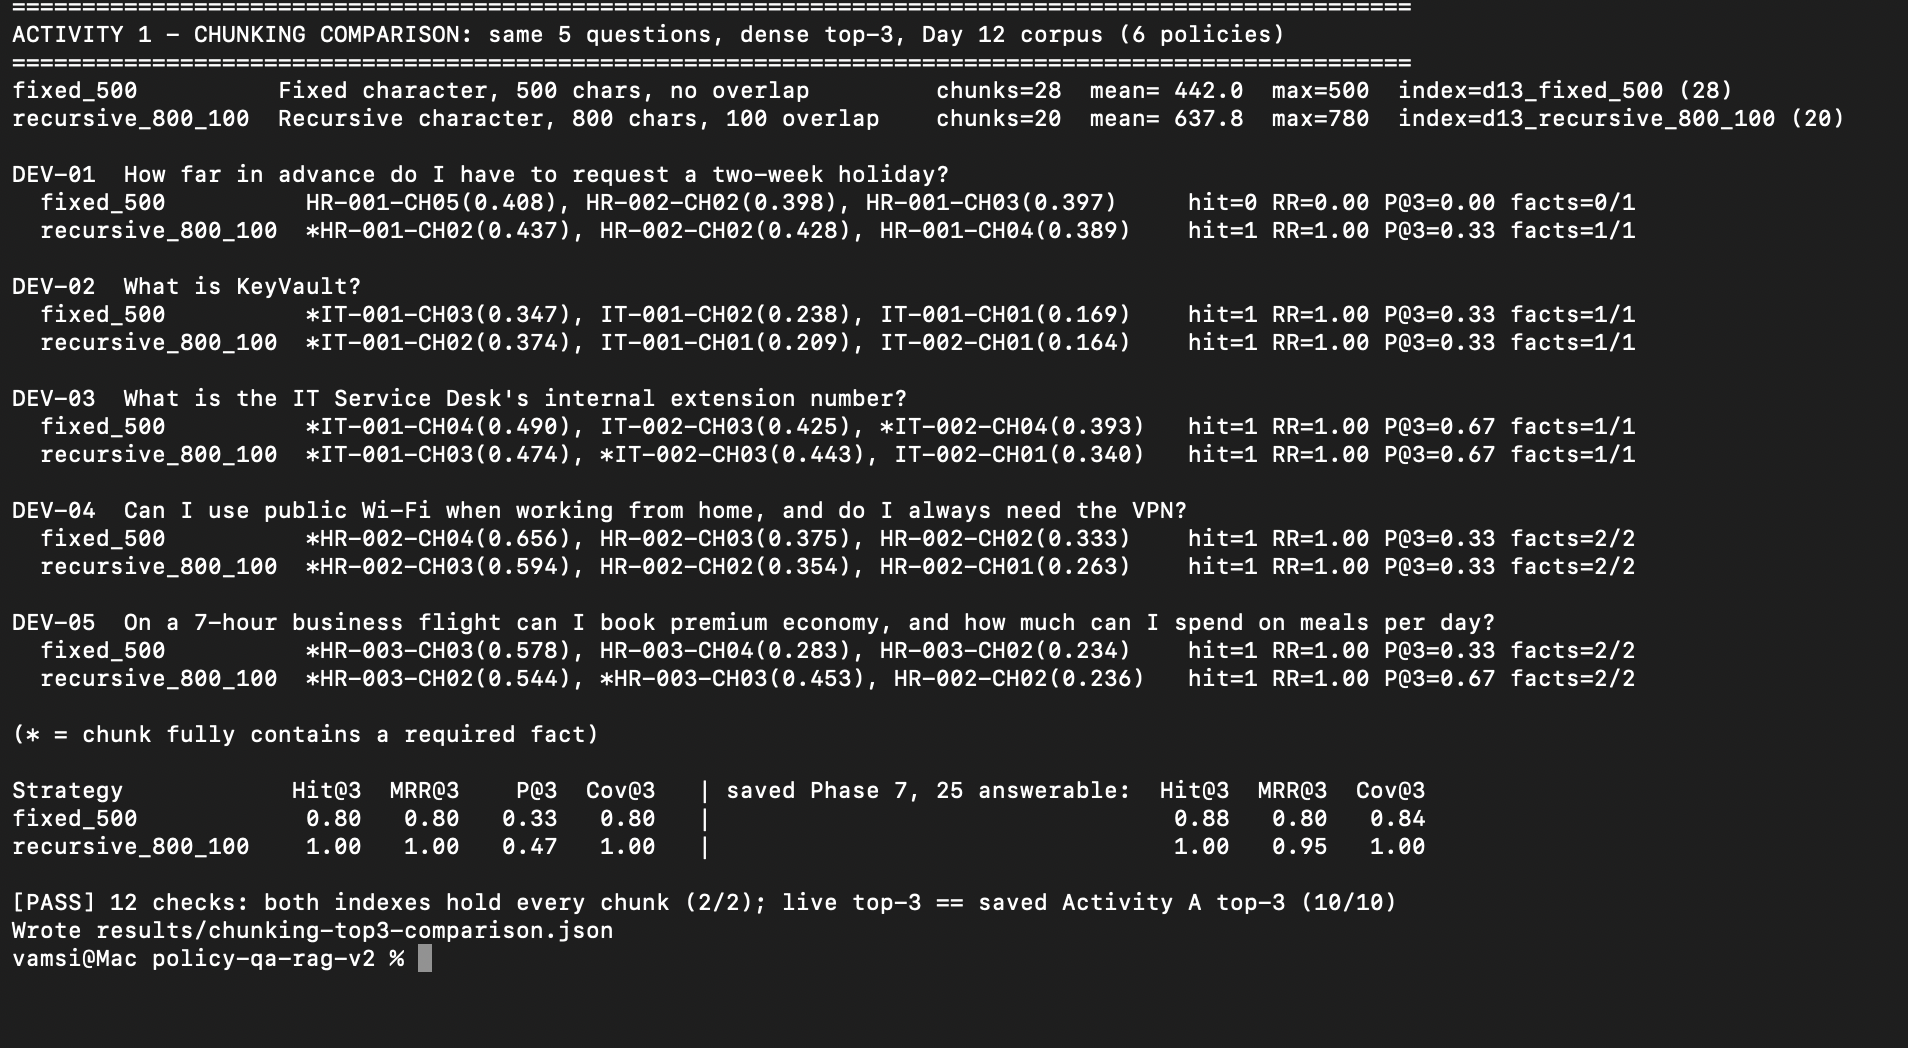 ====================================================================================================
ACTIVITY 1 - CHUNKING COMPARISON: same 5 questions, dense top-3, Day 12 corpus (6 policies)
====================================================================================================
fixed_500          Fixed character, 500 chars, no overlap         chunks=28  mean= 442.0  max=500  index=d13_fixed_500 (28)
recursive_800_100  Recursive character, 800 chars, 100 overlap    chunks=20  mean= 637.8  max=780  index=d13_recursive_800_100 (20)

DEV-01  How far in advance do I have to request a two-week holiday?
  fixed_500          HR-001-CH05(0.408), HR-002-CH02(0.398), HR-001-CH03(0.397)     hit=0 RR=0.00 P@3=0.00 facts=0/1
  recursive_800_100  *HR-001-CH02(0.437), HR-002-CH02(0.428), HR-001-CH04(0.389)    hit=1 RR=1.00 P@3=0.33 facts=1/1

DEV-02  What is KeyVault?
  fixed_500          *IT-001-CH03(0.347), IT-001-CH02(0.238), IT-001-CH01(0.169)    hit=1 RR=1.00 P@3=0.33 facts=1/1
  recursive_800_100  *IT-001-CH02(0.374), IT-001-CH01(0.209), IT-002-CH01(0.164)    hit=1 RR=1.00 P@3=0.33 facts=1/1

DEV-03  What is the IT Service Desk's internal extension number?
  fixed_500          *IT-001-CH04(0.490), IT-002-CH03(0.425), *IT-002-CH04(0.393)   hit=1 RR=1.00 P@3=0.67 facts=1/1
  recursive_800_100  *IT-001-CH03(0.474), *IT-002-CH03(0.443), IT-002-CH01(0.340)   hit=1 RR=1.00 P@3=0.67 facts=1/1

DEV-04  Can I use public Wi-Fi when working from home, and do I always need the VPN?
  fixed_500          *HR-002-CH04(0.656), HR-002-CH03(0.375), HR-002-CH02(0.333)    hit=1 RR=1.00 P@3=0.33 facts=2/2
  recursive_800_100  *HR-002-CH03(0.594), HR-002-CH02(0.354), HR-002-CH01(0.263)    hit=1 RR=1.00 P@3=0.33 facts=2/2

DEV-05  On a 7-hour business flight can I book premium economy, and how much can I spend on meals per day?
  fixed_500          *HR-003-CH03(0.578), HR-003-CH04(0.283), HR-003-CH02(0.234)    hit=1 RR=1.00 P@3=0.33 facts=2/2
  recursive_800_100  *HR-003-CH02(0.544), *HR-003-CH03(0.453), HR-002-CH02(0.236)   hit=1 RR=1.00 P@3=0.67 facts=2/2

(* = chunk fully contains a required fact)

Strategy            Hit@3  MRR@3    P@3  Cov@3   | saved Phase 7, 25 answerable:  Hit@3  MRR@3  Cov@3
fixed_500            0.80   0.80   0.33   0.80   |                                 0.88   0.80   0.84
recursive_800_100    1.00   1.00   0.47   1.00   |                                 1.00   0.95   1.00

[PASS] 12 checks: both indexes hold every chunk (2/2); live top-3 == saved Activity A top-3 (10/10)
Wrote results/chunking-top3-comparison.json
vamsi@Mac policy-qa-rag-v2 %